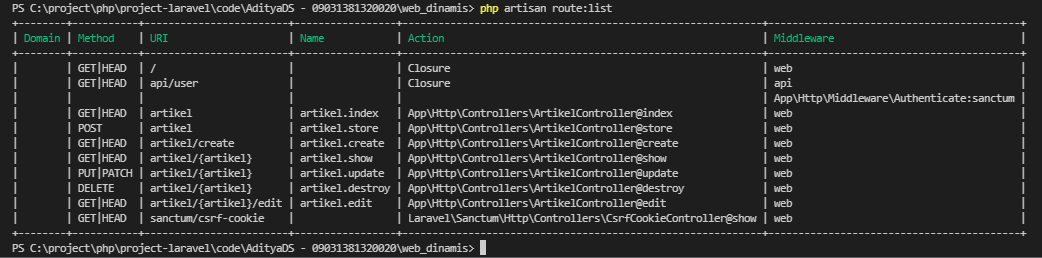 PS C:\project\php\project-laravel\code\AdityaDS - 09031381320020\web_dinamis> php artisan route:list
+--------+-----------+------------------------+-----------------+------------------------------------------------------------+------------------------------------------+
| Domain | Method | URI | Name | Action | Middleware |
+--------+-----------+------------------------+-----------------+------------------------------------------------------------+------------------------------------------+
| | GET|HEAD | / | | Closure | web |
| | GET|HEAD | api/user | | Closure | api |
| | | | | | App\Http\Middleware\Authenticate:sanctum |
| | GET|HEAD | artikel | artikel.index | App\Http\Controllers\ArtikelController@index | web |
| | POST | artikel | artikel.store | App\Http\Controllers\ArtikelController@store | web |
| | GET|HEAD | artikel/create | artikel.create | App\Http\Controllers\ArtikelController@create | web |
| | GET|HEAD | artikel/{artikel} | artikel.show | App\Http\Controllers\ArtikelController@show | web |
| | PUT|PATCH | artikel/{artikel} | artikel.update | App\Http\Controllers\ArtikelController@update | web |
| | DELETE | artikel/{artikel} | artikel.destroy | App\Http\Controllers\ArtikelController@destroy | web |
| | GET|HEAD | artikel/{artikel}/edit | artikel.edit | App\Http\Controllers\ArtikelController@edit | web |
| | GET|HEAD | sanctum/csrf-cookie | | Laravel\Sanctum\Http\Controllers\CsrfCookieController@show | web |
+--------+-----------+------------------------+-----------------+------------------------------------------------------------+------------------------------------------+
PS C:\project\php\project-laravel\code\AdityaDS - 09031381320020\web_dinamis>